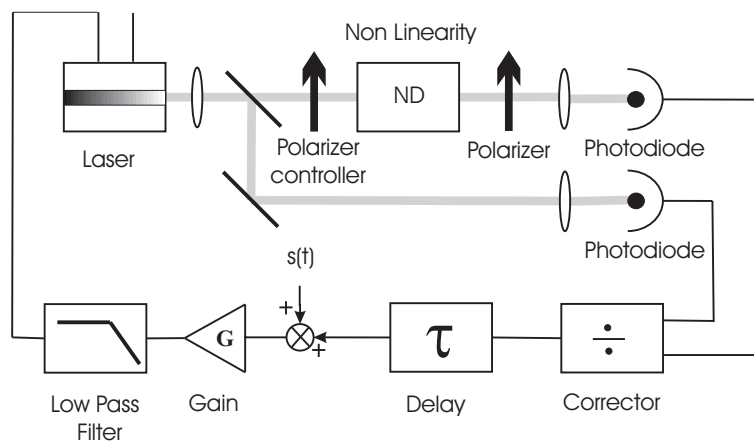 Non Linearity
ND
Laser
Polarizer
controller
Polarizer
Photodiode
Photodiode
s(t)
+
+
G
τ
÷
Low Pass
Filter
Gain
Delay
Corrector